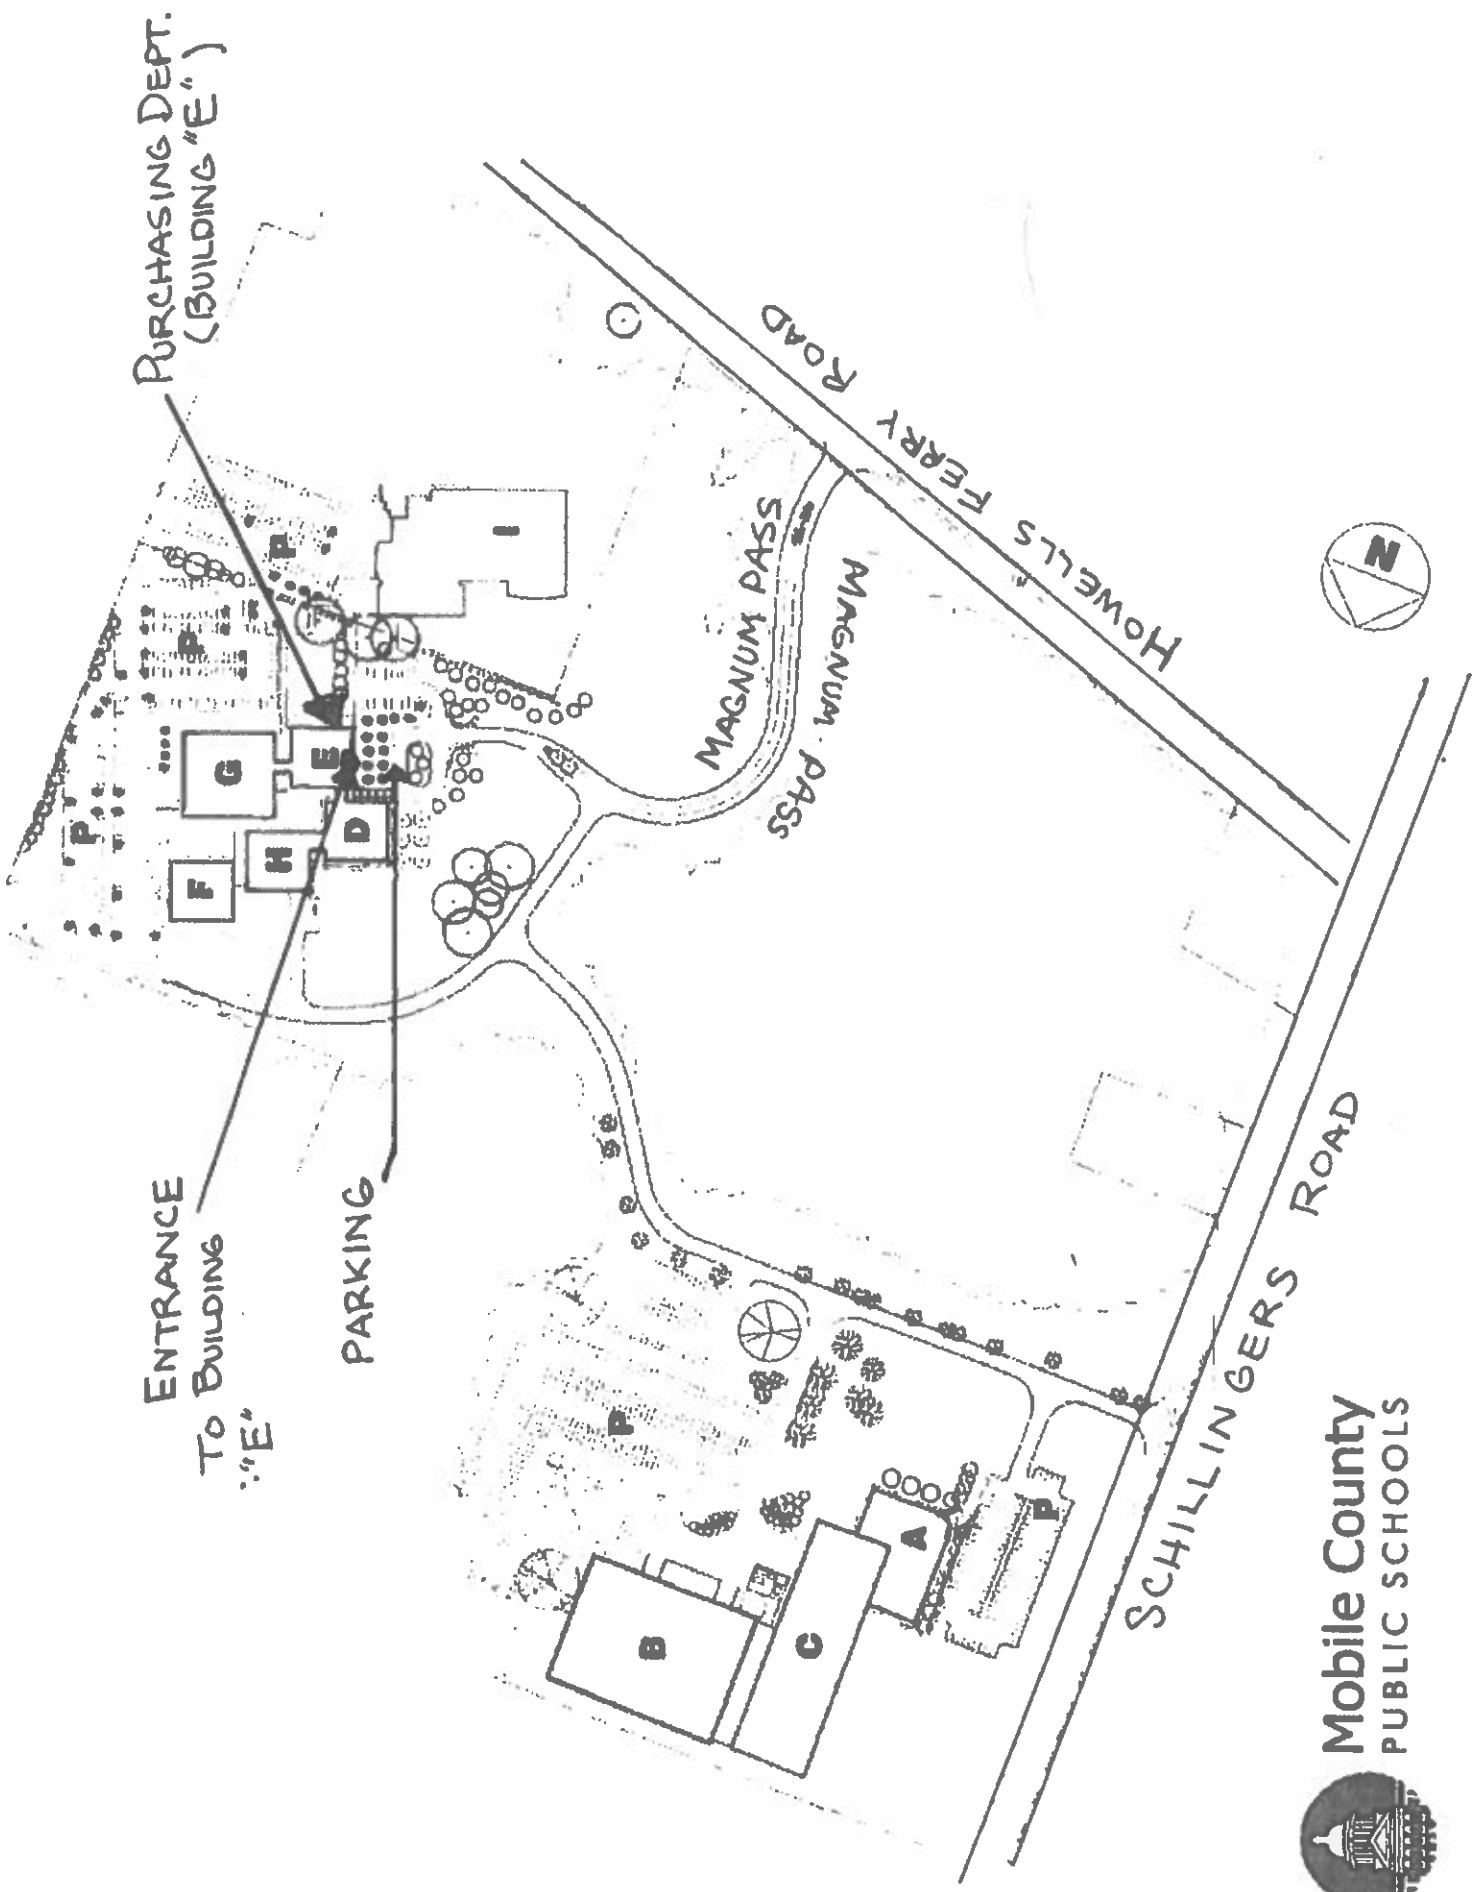 PURCHASING DEPT.
(BUILDING "E")
ENTRANCE
TO BUILDING
"E"
PARKING
P
P
P
G
E
I
F
H
D
MAGNUM PASS
MAGNUM PASS
HOWELLS FERRY ROAD
N
P
B
C
A
P
SCHILLINGERS ROAD
Mobile County
PUBLIC SCHOOLS